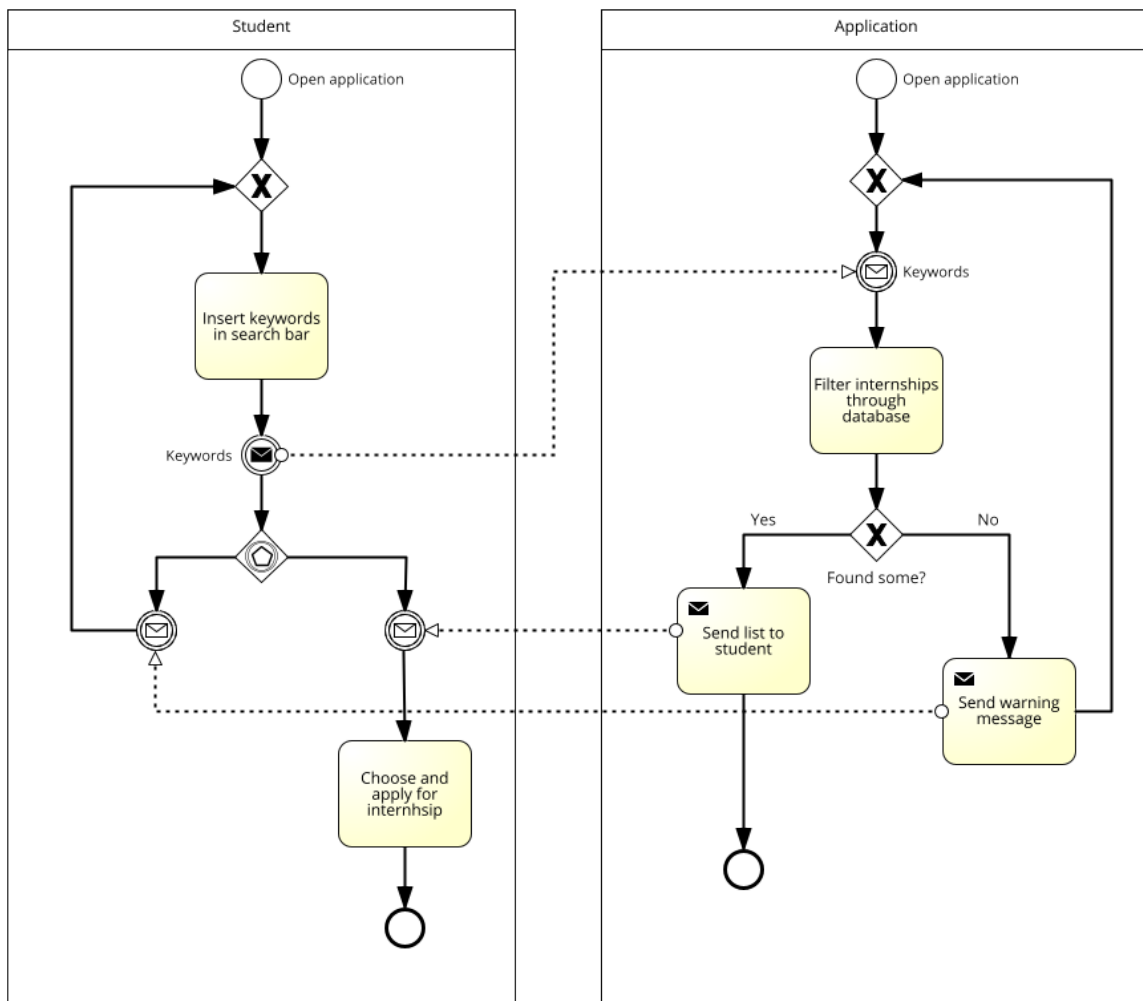 Student
Application
Open application
Open application
Insert keywords
in search bar
Keywords
Keywords
Filter internships
through
database
Yes
No
Found some?
Send list to
student
Send warning
message
Choose and
apply for
internhsip